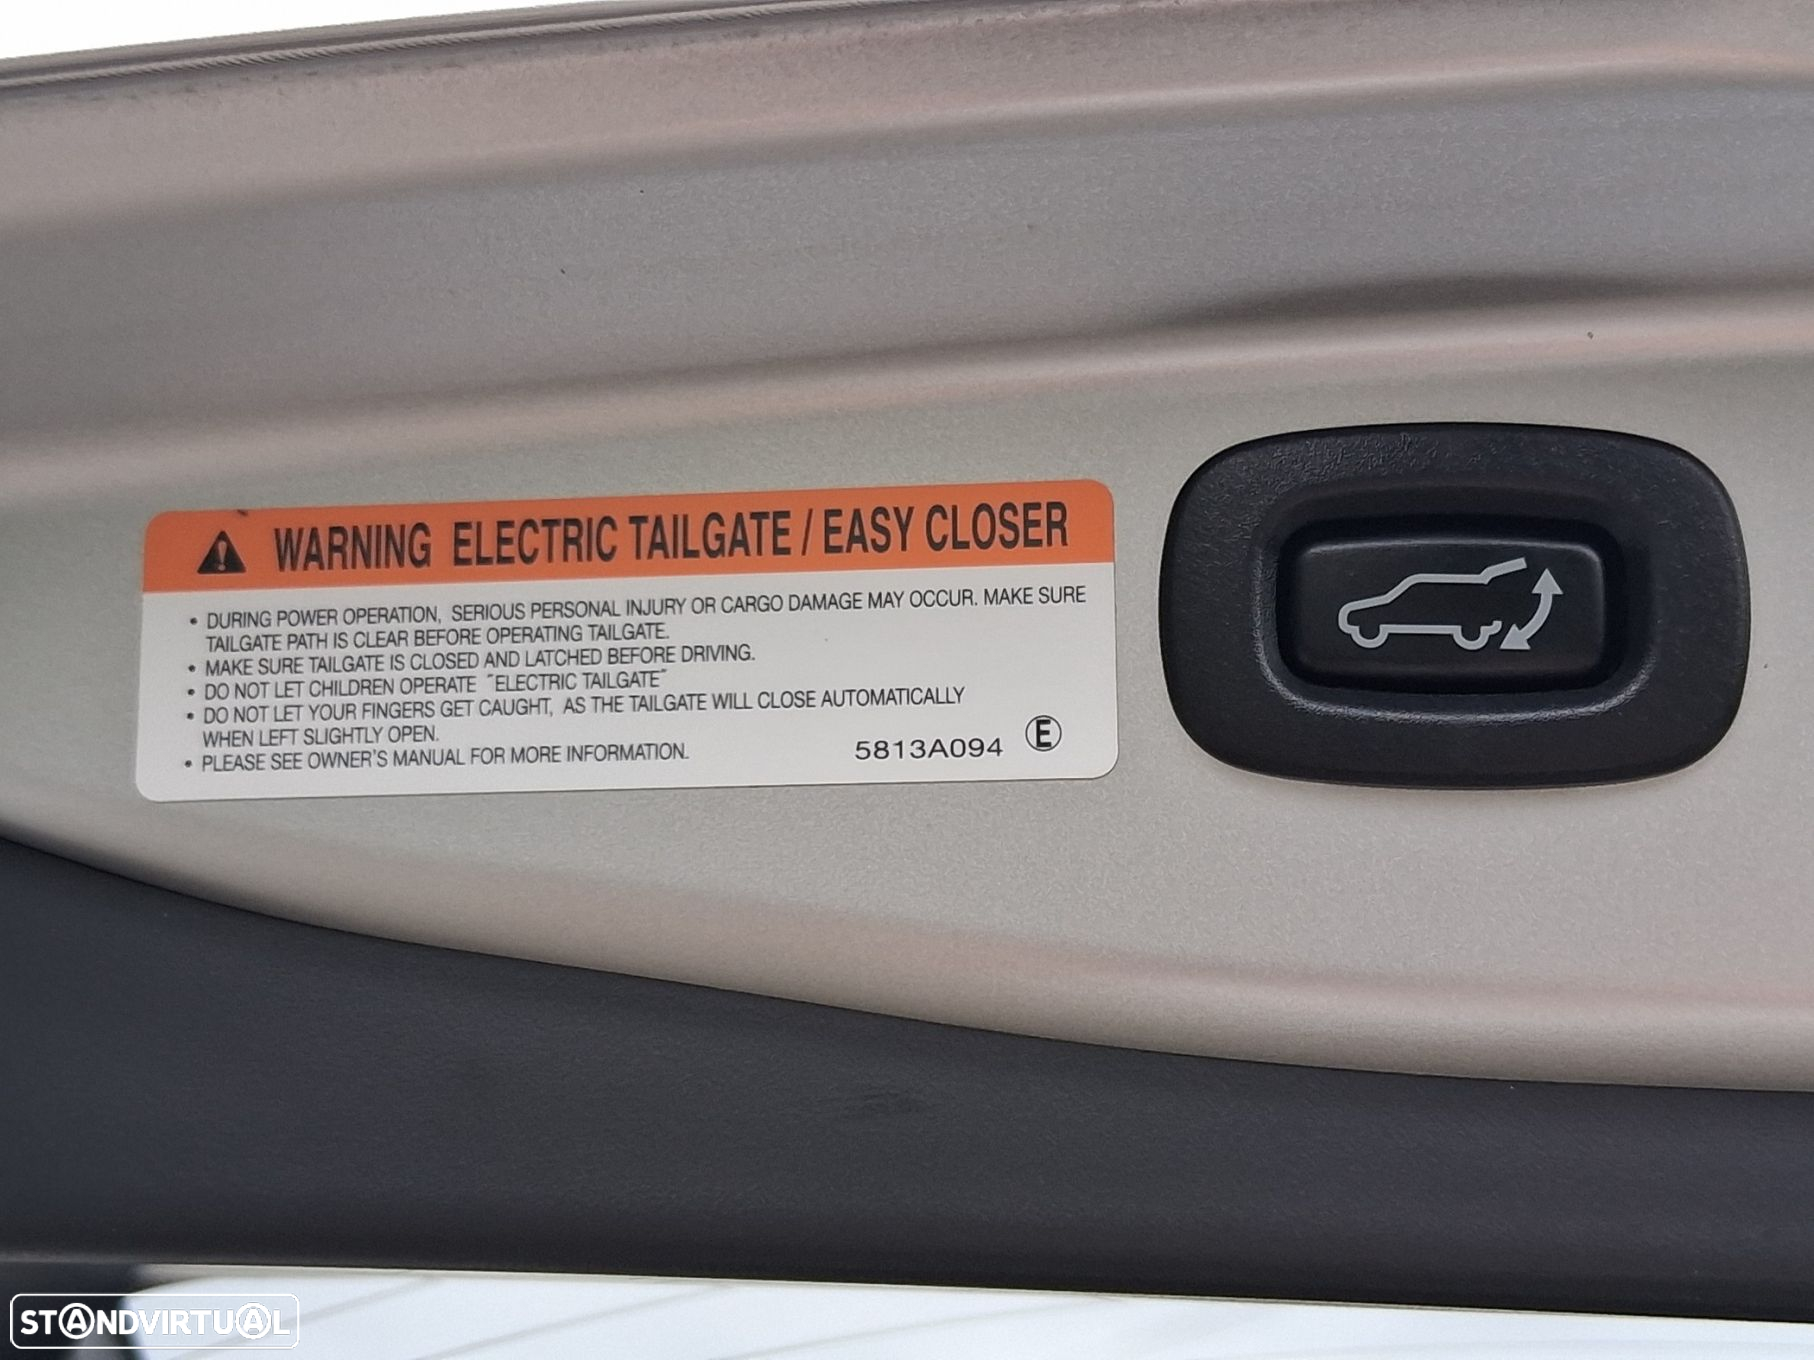 WARNING ELECTRIC TAILGATE / EASY CLOSER
• DURING POWER OPERATION, SERIOUS PERSONAL INJURY OR CARGO DAMAGE MAY OCCUR. MAKE SURE
TAILGATE PATH IS CLEAR BEFORE OPERATING TAILGATE.
• MAKE SURE TAILGATE IS CLOSED AND LATCHED BEFORE DRIVING.
• DO NOT LET CHILDREN OPERATE ˝ELECTRIC TAILGATE˝
• DO NOT LET YOUR FINGERS GET CAUGHT, AS THE TAILGATE WILL CLOSE AUTOMATICALLY
WHEN LEFT SLIGHTLY OPEN.
• PLEASE SEE OWNER'S MANUAL FOR MORE INFORMATION.
5813A094 Ⓔ
STANDVIRTUAL